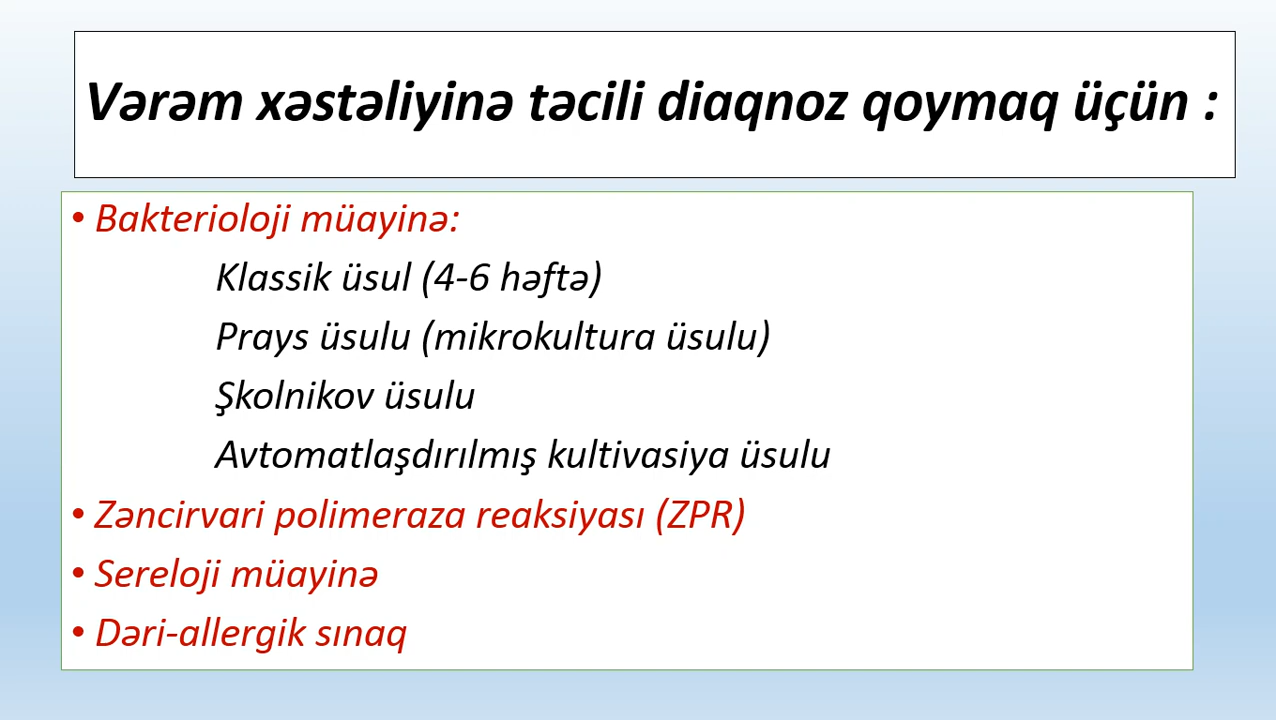 Vərəm xəstəliyinə təcili diaqnoz qoymaq üçün :
• Bakterioloji müayinə:
Klassik üsul (4-6 həftə)
Prays üsulu (mikrokultura üsulu)
Şkolnikov üsulu
Avtomatlaşdırılmış kultivasiya üsulu
• Zəncirvari polimeraza reaksiyası (ZPR)
• Sereloji müayinə
• Dəri-allergik sınaq